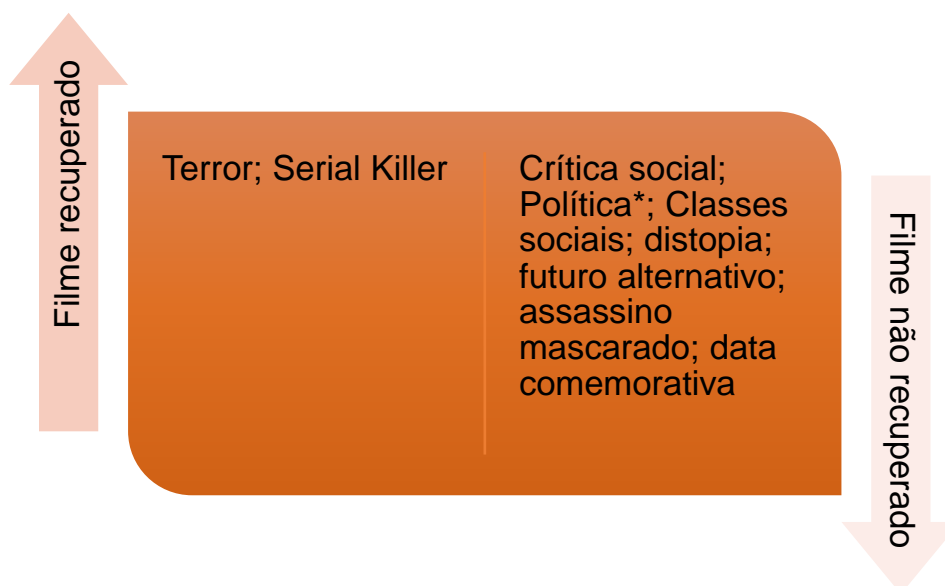 Filme recuperado
Terror; Serial Killer
Crítica social;
Política*; Classes
sociais; distopia;
futuro alternativo;
assassino
mascarado; data
comemorativa
Filme não recuperado